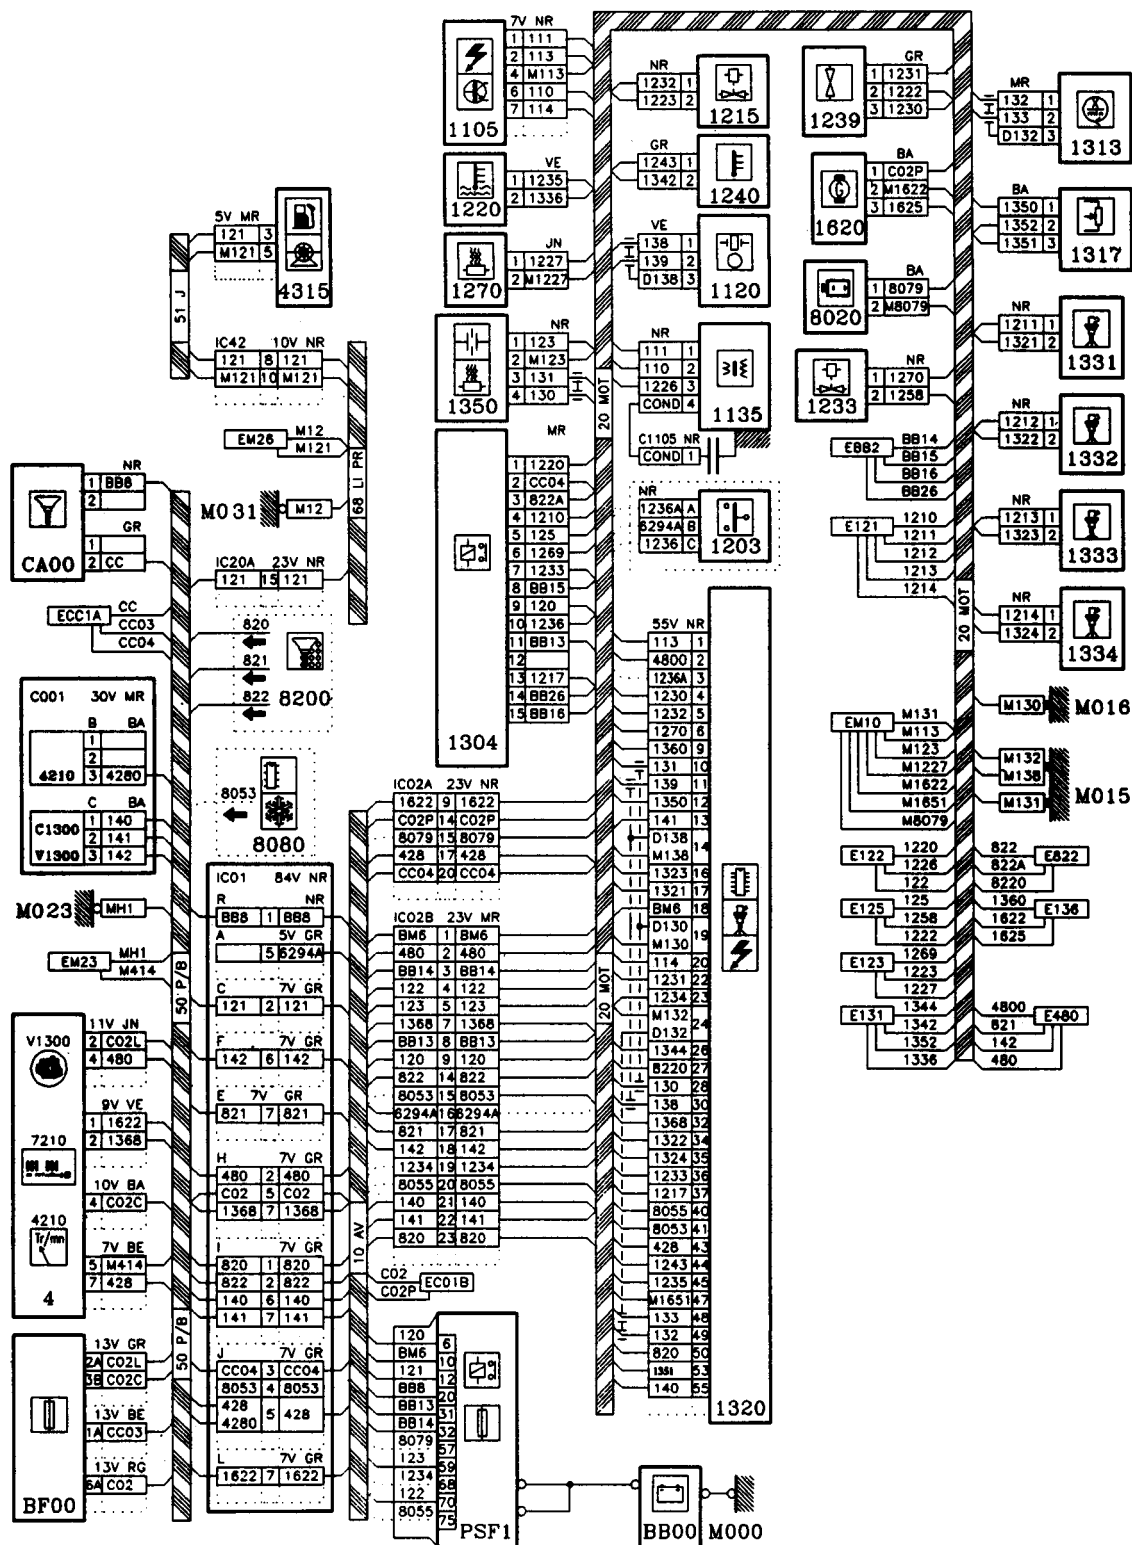 7V NR
1 111
2 113
4 M113
6 110
7 114
1105
VE
1 1235
2 1336
1220
JN
1 1227
2 M1227
1270
NR
1 123
2 M123
3 131
4 130
1350
MR
1 1220
2 CC04
3 822A
4 1210
5 125
6 1269
7 1233
8 BB15
9 120
10 1236
11 BB13
12
13 1217
14 BB26
15 BB16
1304
NR
1232 1
1223 2
1215
GR
1243 1
1342 2
1240
VE
138 1
139 2
D138 3
1120
NR
111 1
110 2
1226 3
COND 4
1135
C1105 NR
COND 1
NR
1236A A
6294A B
1236 C
1203
20 MOT
GR
1 1231
2 1222
3 1230
1239
BA
1 C02P
2 M1622
3 1625
1620
BA
1 8079
2 M8079
8020
NR
1 1270
2 1258
1233
MR
132 1
133 2
D132 3
1313
BA
1350 1
1352 2
1351 3
1317
NR
1211 1
1321 2
1331
NR
1212 1
1322 2
1332
NR
1213 1
1323 2
1333
NR
1214 1
1324 2
1334
EBB2
BB14
BB15
BB16
BB26
E121
1210
1211
1212
1213
1214
20 MOT
M130
M016
M132
M138
M131
M015
EM10
M131
M113
M123
M1227
M1622
M1651
M8079
E122
1220
1226
122
822
822A
8220
E822
E125
125
1258
1222
1360
1622
1625
E136
E123
1269
1223
1227
E131
1344
1342
1352
1336
4800
821
142
480
E480
5V MR
121 3
M121 5
4315
51 J
IC42 10V NR
121 8 121
M121 10 M121
EM26
M12
M121
M031
M12
68 LI PR
IC20A 23V NR
121 15 121
NR
1 BB8
2
GR
1
2 CC
CA00
ECC1A
CC
CC03
CC04
820
821
822
8200
C001 30V MR
B BA
1
2
3 4280
4210
C BA
1 140
2 141
3 142
C1300
V1300
8053
8080
M023
MH1
EM23
MH1
M414
50 P/B
V1300
11V JN
2 C02L
4 480
9V VE
1 1622
2 1368
7210
10V BA
4 C02C
4210
Tr/mn
7V BE
5 M414
7 428
4
50 P/B
13V GR
2A C02L
3B C02C
13V BE
1A CC03
13V RG
6A C02
BF00
IC01 84V NR
R NR
BB8 1 BB8
A 5V GR
5 6294A
C 7V GR
121 2 121
F 7V GR
142 6 142
E 7V GR
821 7 821
H 7V GR
480 2 480
C02 5 C02
1368 7 1368
I 7V GR
820 1 820
822 2 822
140 6 140
141 7 141
J 7V GR
CC04 3 CC04
8053 4 8053
428
4280 5 428
L 7V GR
1622 7 1622
10 AV
IC02A 23V NR
1622 9 1622
C02P 14 C02P
8079 15 8079
428 17 428
CC04 20 CC04
IC02B 23V MR
BM6 1 BM6
480 2 480
BB14 3 BB14
122 4 122
123 5 123
1368 7 1368
BB13 8 BB13
120 9 120
822 14 822
8053 15 8053
6294A 16 6294A
821 17 821
142 18 142
1234 19 1234
8055 20 8055
140 21 140
141 22 141
820 23 820
C02
C02P
EC01B
120 6
BM6 10
121 12
BB8 20
BB13 31
BB14 32
8079 57
123 59
1234 68
122 70
8055 75
PSF1
BB00
M000
20 MOT
55V NR
113 1
4800 2
1236A 3
1230 4
1232 5
1270 6
1360 9
131 10
139 11
1350 12
141 13
D138
M138 14
1323 16
1321 17
BM6 18
D130
M130 19
114 20
1231 22
1234 23
M132
D132 24
1344 26
8220 27
130 28
138 30
1368 32
1322 34
1324 35
1233 36
1217 37
8055 40
8053 41
428 43
1243 44
1235 45
M1651 47
133 48
132 49
820 50
1351 53
140 55
1320